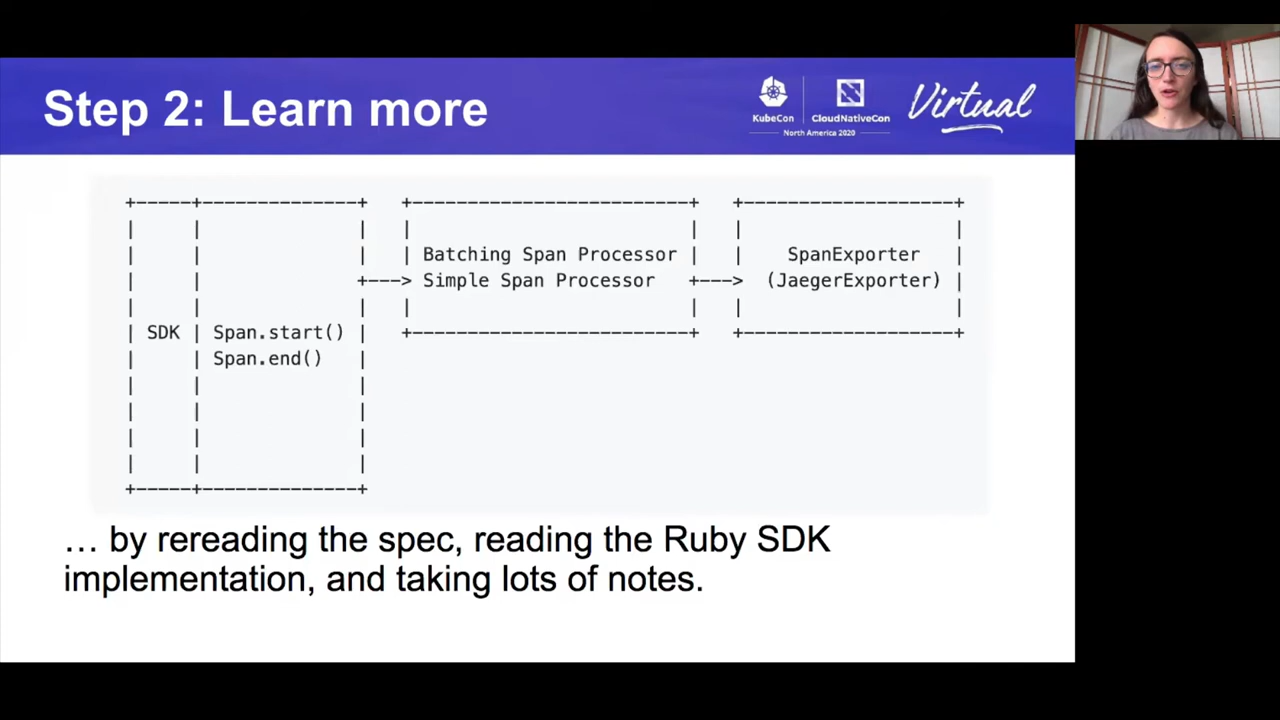 Step 2: Learn more
KubeCon
CloudNativeCon
North America 2020
Virtual
Batching Span Processor
Simple Span Processor
SpanExporter
(JaegerExporter)
SDK
Span.start()
Span.end()
… by rereading the spec, reading the Ruby SDK
implementation, and taking lots of notes.